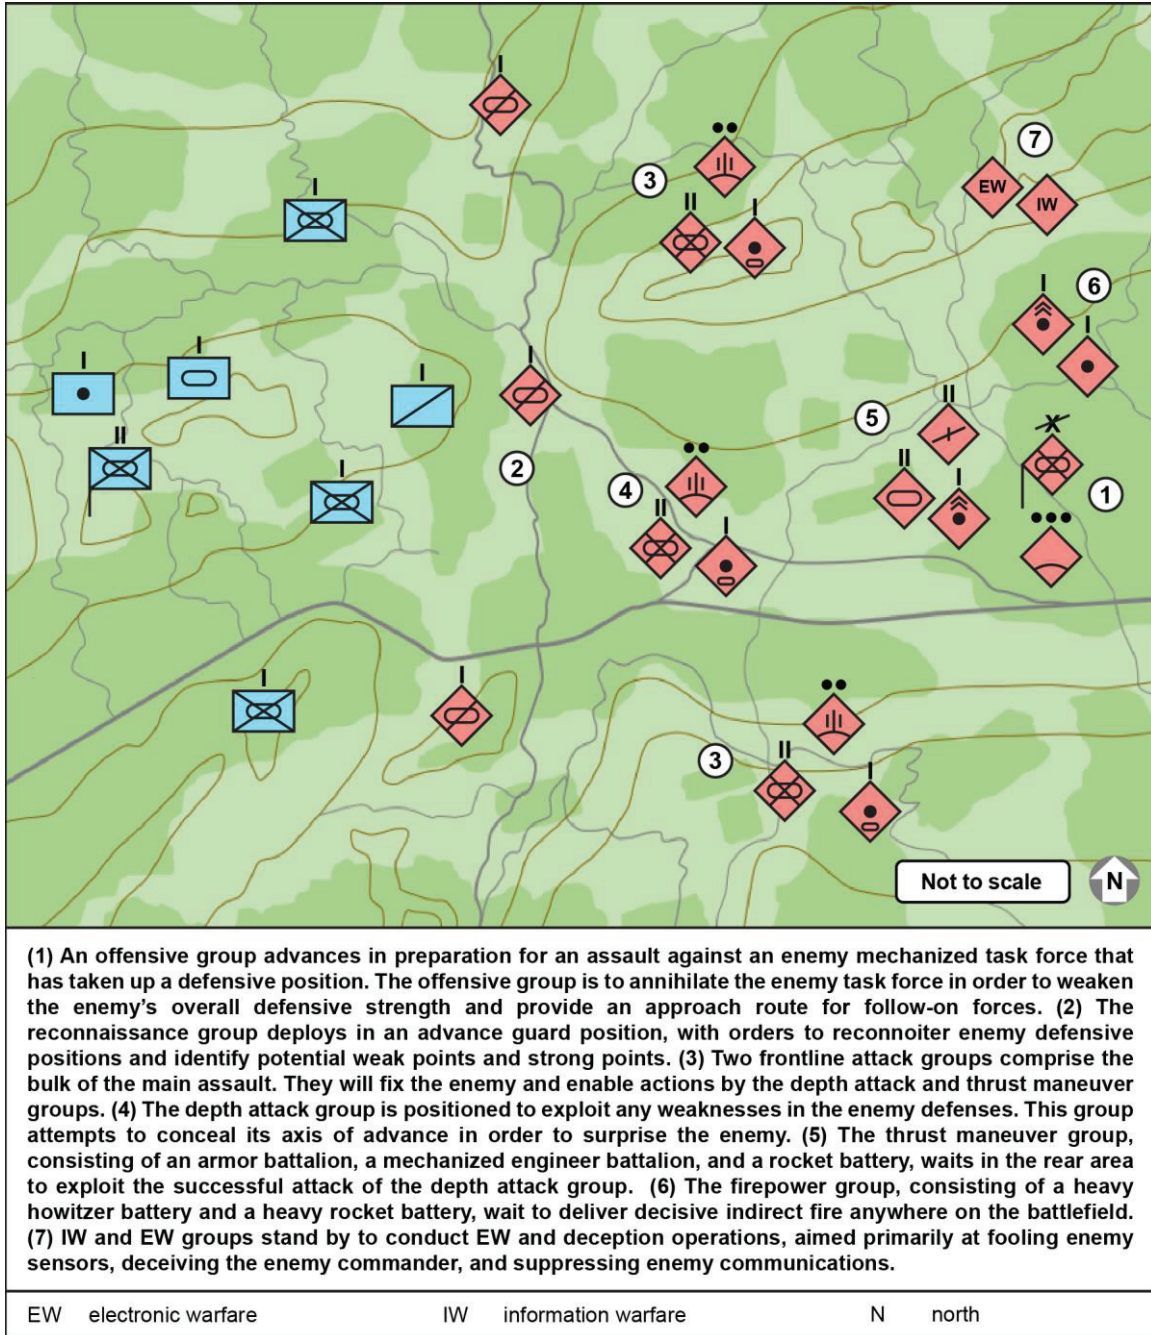 I
I
I
I
I
I
II
I
I
I
I
II
I
II
II
I
X
II
I
II
I
3
7
EW
IW
6
5
2
4
1
3
Not to scale
N
(1) An offensive group advances in preparation for an assault against an enemy mechanized task force that
has taken up a defensive position. The offensive group is to annihilate the enemy task force in order to weaken
the enemy’s overall defensive strength and provide an approach route for follow-on forces. (2) The
reconnaissance group deploys in an advance guard position, with orders to reconnoiter enemy defensive
positions and identify potential weak points and strong points. (3) Two frontline attack groups comprise the
bulk of the main assault. They will fix the enemy and enable actions by the depth attack and thrust maneuver
groups. (4) The depth attack group is positioned to exploit any weaknesses in the enemy defenses. This group
attempts to conceal its axis of advance in order to surprise the enemy. (5) The thrust maneuver group,
consisting of an armor battalion, a mechanized engineer battalion, and a rocket battery, waits in the rear area
to exploit the successful attack of the depth attack group. (6) The firepower group, consisting of a heavy
howitzer battery and a heavy rocket battery, wait to deliver decisive indirect fire anywhere on the battlefield.
(7) IW and EW groups stand by to conduct EW and deception operations, aimed primarily at fooling enemy
sensors, deceiving the enemy commander, and suppressing enemy communications.
EW electronic warfare IW information warfare N north